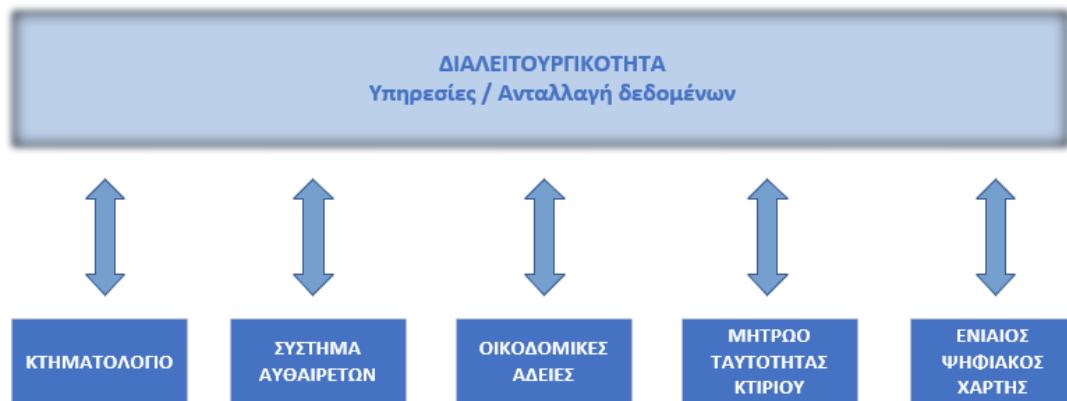 ΔΙΑΛΕΙΤΟΥΡΓΙΚΟΤΗΤΑ
Υπηρεσίες / Ανταλλαγή δεδομένων
ΚΤΗΜΑΤΟΛΟΓΙΟ
ΣΥΣΤΗΜΑ
ΑΥΘΑΙΡΕΤΩΝ
ΟΙΚΟΔΟΜΙΚΕΣ
ΑΔΕΙΕΣ
ΜΗΤΡΩΟ
ΤΑΥΤΟΤΗΤΑΣ
ΚΤΙΡΙΟΥ
ΕΝΙΑΙΟΣ
ΨΗΦΙΑΚΟΣ
ΧΑΡΤΗΣ